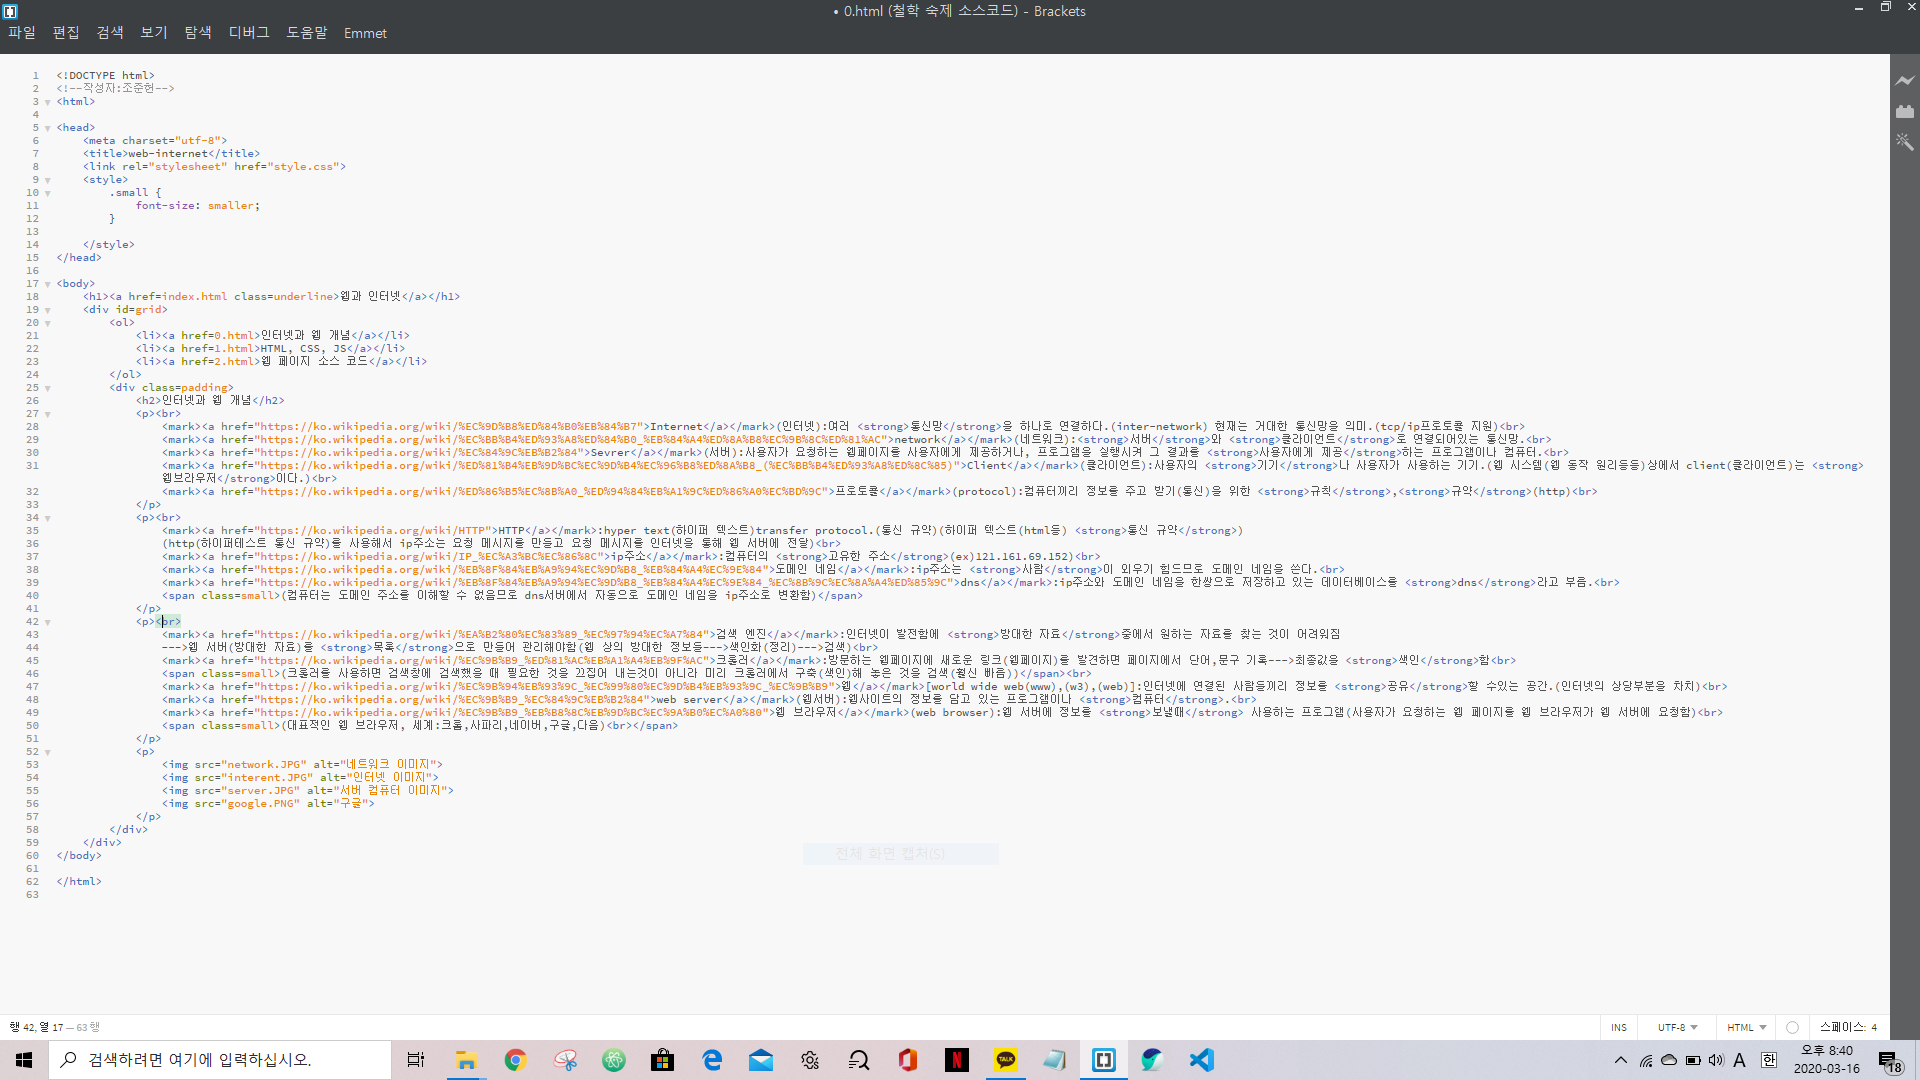 • 0.html (철학 숙제 소스코드) - Brackets
파일 편집 검색 보기 탐색 디버그 도움말 Emmet
1 <!DOCTYPE html>
2 <!--작성자:조준헌-->
3 <html>
4
5 <head>
6 <meta charset="utf-8">
7 <title>web-internet</title>
8 <link rel="stylesheet" href="style.css">
9 <style>
10 .small {
11 font-size: smaller;
12 }
13
14 </style>
15 </head>
16
17 <body>
18 <h1><a href=index.html class=underline>웹과 인터넷</a></h1>
19 <div id=grid>
20 <ol>
21 <li><a href=0.html>인터넷과 웹 개념</a></li>
22 <li><a href=1.html>HTML, CSS, JS</a></li>
23 <li><a href=2.html>웹 페이지 소스 코드</a></li>
24 </ol>
25 <div class=padding>
26 <h2>인터넷과 웹 개념</h2>
27 <p><br>
28 <mark><a href="https://ko.wikipedia.org/wiki/%EC%9D%B8%ED%84%B0%EB%84%B7">Internet</a></mark>(인터넷):여러 <strong>통신망</strong>을 하나로 연결하다.(inter-network) 현재는 거대한 통신망을 의미.(tcp/ip프로토콜 지원)<br>
29 <mark><a href="https://ko.wikipedia.org/wiki/%EC%BB%B4%ED%93%A8%ED%84%B0_%EB%84%A4%ED%8A%B8%EC%9B%8C%ED%81%AC">network</a></mark>(네트워크):<strong>서버</strong>와 <strong>클라이언트</strong>로 연결되어있는 통신망.<br>
30 <mark><a href="https://ko.wikipedia.org/wiki/%EC%84%9C%EB%B2%84">Sevrer</a></mark>(서버):사용자가 요청하는 웹페이지를 사용자에게 제공하거나, 프로그램을 실행시켜 그 결과를 <strong>사용자에게 제공</strong>하는 프로그램이나 컴퓨터.<br>
31 <mark><a href="https://ko.wikipedia.org/wiki/%ED%81%B4%EB%9D%BC%EC%9D%B4%EC%96%B8%ED%8A%B8_(%EC%BB%B4%ED%93%A8%ED%8C%85)">Client</a></mark>(클라이언트):사용자의 <strong>기기</strong>나 사용자가 사용하는 기기.(웹 시스템(웹 동작 원리등등)상에서 client(클라이언트)는 <strong>
웹브라우저</strong>이다.)<br>
32 <mark><a href="https://ko.wikipedia.org/wiki/%ED%86%B5%EC%8B%A0_%ED%94%84%EB%A1%9C%ED%86%A0%EC%BD%9C">프로토콜</a></mark>(protocol):컴퓨터끼리 정보를 주고 받기(통신)을 위한 <strong>규칙</strong>,<strong>규약</strong>(http)<br>
33 </p>
34 <p><br>
35 <mark><a href="https://ko.wikipedia.org/wiki/HTTP">HTTP</a></mark>:hyper text(하이퍼 텍스트)transfer protocol.(통신 규약)(하이퍼 텍스트(html등) <strong>통신 규약</strong>)
36 (http(하이퍼테스트 통신 규약)을 사용해서 ip주소는 요청 메시지를 만들고 요청 메시지를 인터넷을 통해 웹 서버에 전달)<br>
37 <mark><a href="https://ko.wikipedia.org/wiki/IP_%EC%A3%BC%EC%86%8C">ip주소</a></mark>:컴퓨터의 <strong>고유한 주소</strong>(ex)121.161.69.152)<br>
38 <mark><a href="https://ko.wikipedia.org/wiki/%EB%8F%84%EB%A9%94%EC%9D%B8_%EB%84%A4%EC%9E%84">도메인 네임</a></mark>:ip주소는 <strong>사람</strong>이 외우기 힘드므로 도메인 네임을 쓴다.<br>
39 <mark><a href="https://ko.wikipedia.org/wiki/%EB%8F%84%EB%A9%94%EC%9D%B8_%EB%84%A4%EC%9E%84_%EC%8B%9C%EC%8A%A4%ED%85%9C">dns</a></mark>:ip주소와 도메인 네임을 한쌍으로 저장하고 있는 데이터베이스를 <strong>dns</strong>라고 부름.<br>
40 <span class=small>(컴퓨터는 도메인 주소를 이해할 수 없음므로 dns서버에서 자동으로 도메인 네임을 ip주소로 변환함)</span>
41 </p>
42 <p><br>
43 <mark><a href="https://ko.wikipedia.org/wiki/%EA%B2%80%EC%83%89_%EC%97%94%EC%A7%84">검색 엔진</a></mark>:인터넷이 발전함에 <strong>방대한 자료</strong>중에서 원하는 자료을 찾는 것이 어려워짐
44 --->웹 서버(방대한 자료)를 <strong>목록</strong>으로 만들어 관리해야함(웹 상의 방대한 정보들--->색인화(정리)--->검색)<br>
45 <mark><a href="https://ko.wikipedia.org/wiki/%EC%9B%B9_%ED%81%AC%EB%A1%A4%EB%9F%AC">크롤러</a></mark>:방문하는 웹페이지에 새로운 링크(웹페이지)를 발견하면 페이지에서 단어,문구 기록--->최종값을 <strong>색인</strong>함<br>
46 <span class=small>(크롤러를 사용하면 검색창에 검색했을 때 필요한 것을 끄집어 내는것이 아니라 미리 크롤러에서 구축(색인)해 놓은 것을 검색(훨신 빠름))</span><br>
47 <mark><a href="https://ko.wikipedia.org/wiki/%EC%9B%94%EB%93%9C_%EC%99%80%EC%9D%B4%EB%93%9C_%EC%9B%B9">웹</a></mark>[world wide web(www),(w3),(web)]:인터넷에 연결된 사람들끼리 정보를 <strong>공유</strong>할 수있는 공간.(인터넷의 상당부분을 차치)<br>
48 <mark><a href="https://ko.wikipedia.org/wiki/%EC%9B%B9_%EC%84%9C%EB%B2%84">web server</a></mark>(웹서버):웹사이트의 정보를 담고 있는 프로그램이나 <strong>컴퓨터</strong>.<br>
49 <mark><a href="https://ko.wikipedia.org/wiki/%EC%9B%B9_%EB%B8%8C%EB%9D%BC%EC%9A%B0%EC%A0%80">웹 브라우저</a></mark>(web browser):웹 서버에 정보를 <strong>보낼때</strong> 사용하는 프로그램(사용자가 요청하는 웹 페이지를 웹 브라우저가 웹 서버에 요청함)<br>
50 <span class=small>(대표적인 웹 브라우저, 세계:크롬,사파리,네이버,구글,다음)<br></span>
51 </p>
52 <p>
53 <img src="network.JPG" alt="네트워크 이미지">
54 <img src="interent.JPG" alt="인터넷 이미지">
55 <img src="server.JPG" alt="서버 컴퓨터 이미지">
56 <img src="google.PNG" alt="구글">
57 </p>
58 </div>
59 </div>
60 </body>
61
62 </html>
63
전체 화면 캡처(S)
행 42, 열 17 — 63 행 INS UTF-8 HTML 스페이스: 4
검색하려면 여기에 입력하십시오. TALK N A 한 오후 8:40
2020-03-16 18